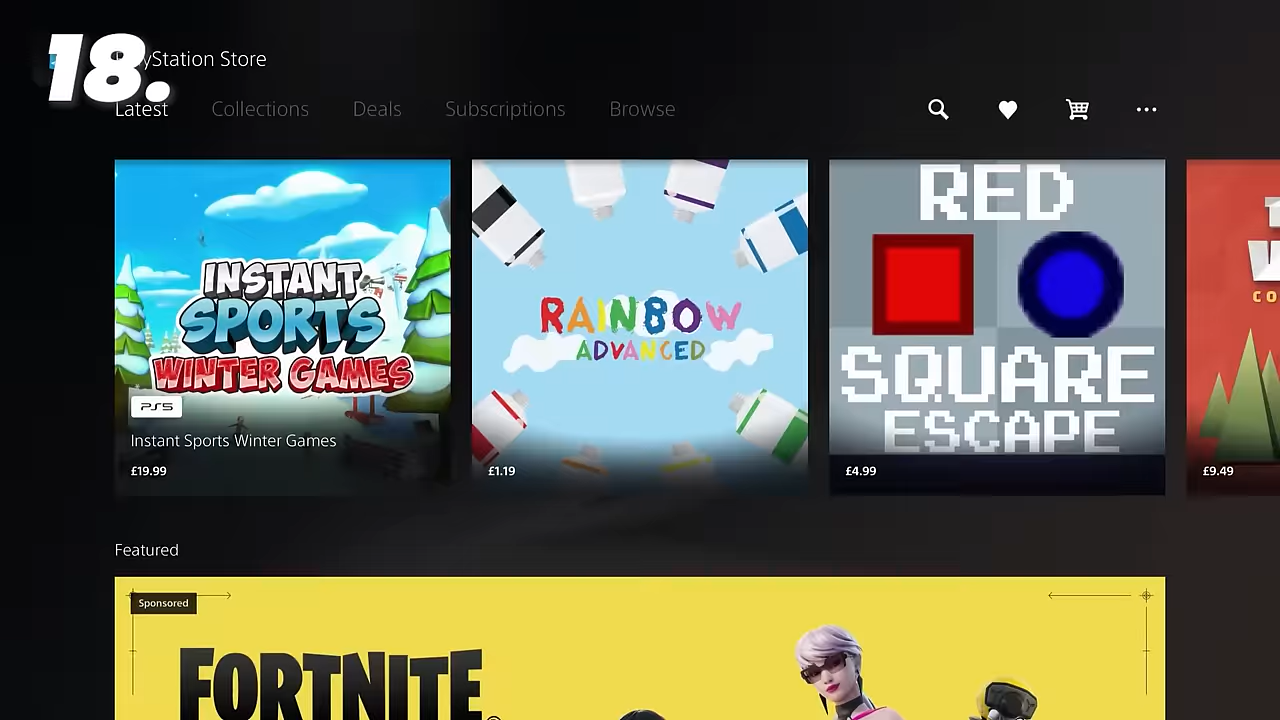 18.
PlayStation Store
Latest
Collections
Deals
Subscriptions
Browse
INSTANT
SPORTS
WINTER GAMES
PS5
Instant Sports Winter Games
£19.99
RAINBOW
ADVANCED
£1.19
RED
SQUARE
ESCAPE
£4.99
£9.49
Featured
Sponsored
FORTNITE